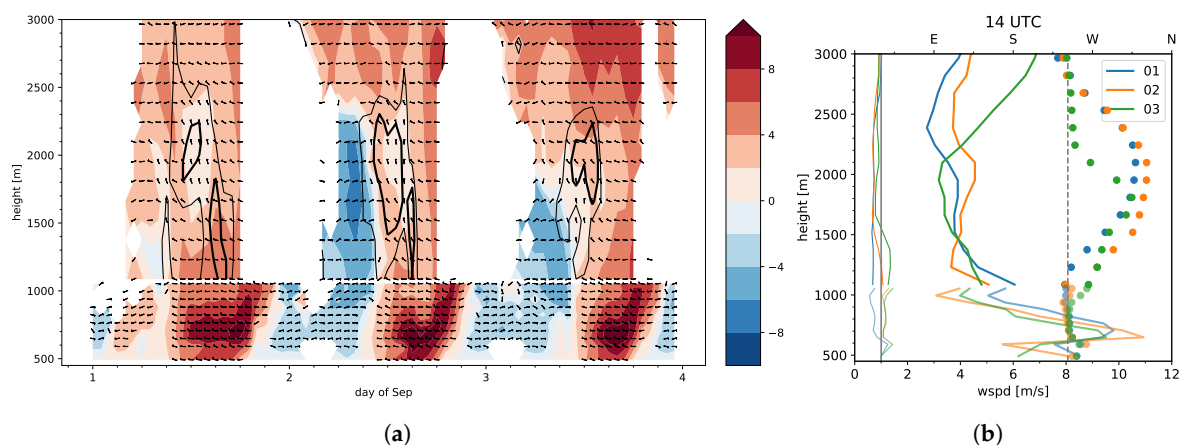 14 UTC
E S W N
3000
2500
2000
1500
1000
500
height [m]
1 2 3 4
day of Sep
8
4
0
−4
−8
3000
2500
2000
1500
1000
500
height [m]
01
02
03
0 2 4 6 8 10 12
wspd [m/s]
(a) (b)